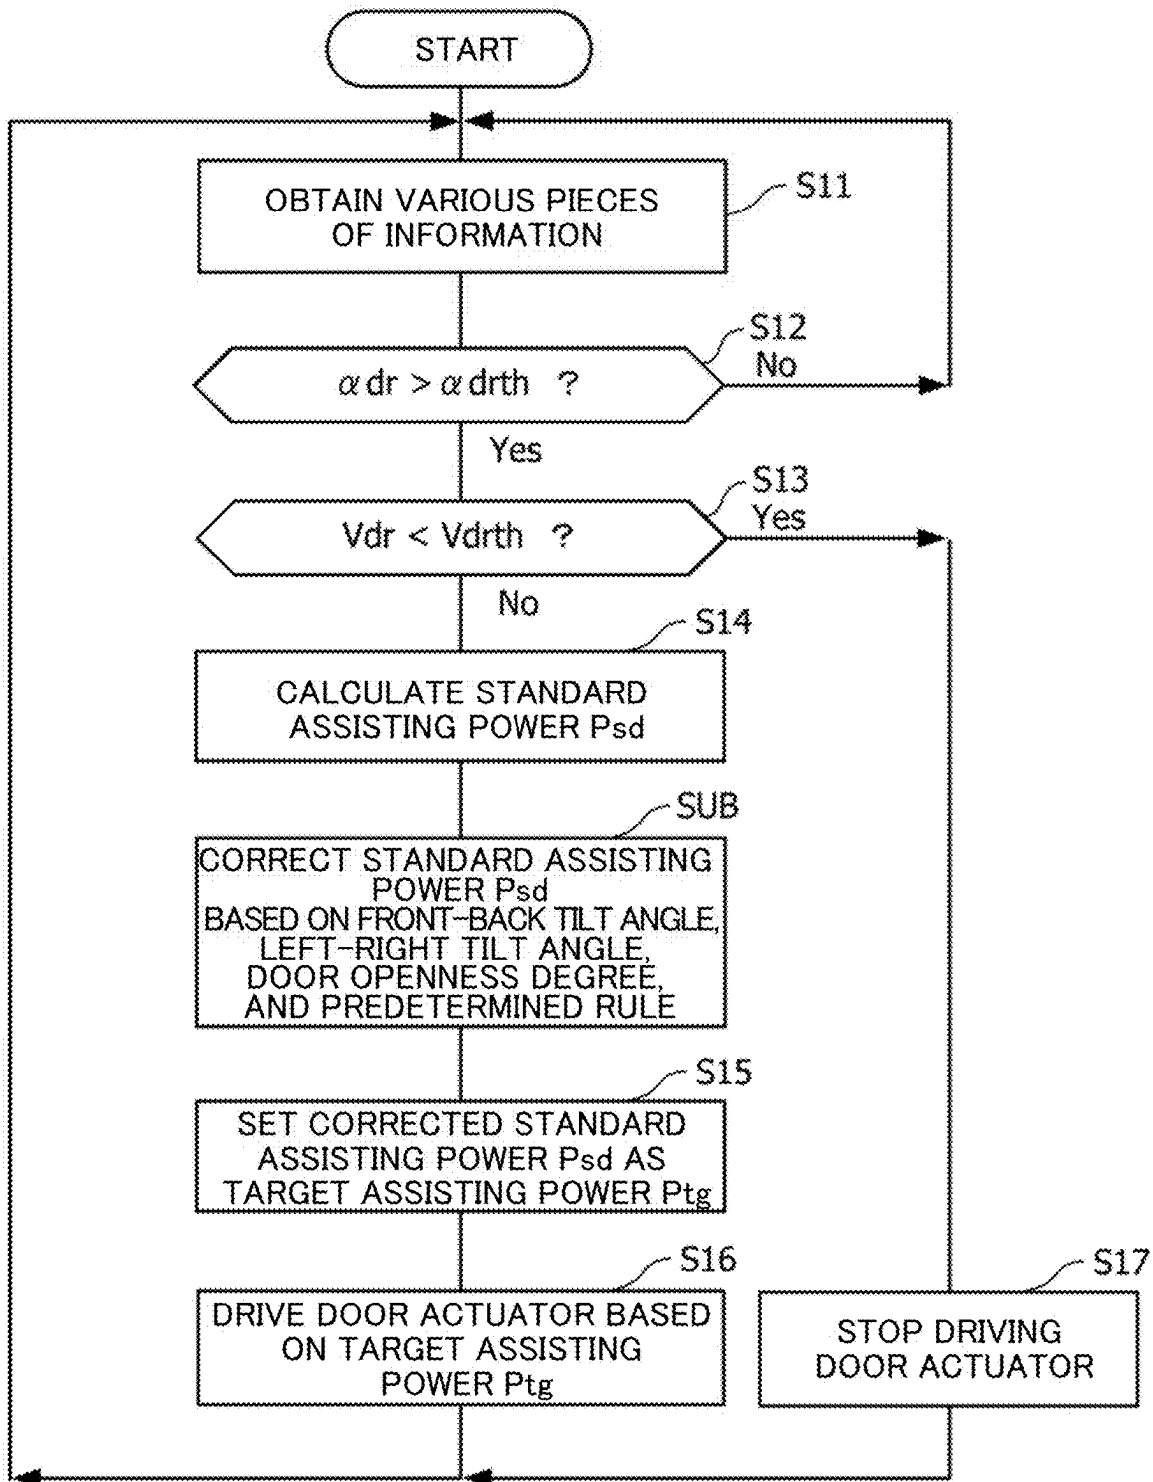 START
OBTAIN VARIOUS PIECES
OF INFORMATION
S11
S12
αdr > αdrth ?
No
Yes
S13
Vdr < Vdrth ?
Yes
No
S14
CALCULATE STANDARD
ASSISTING POWER Psd
SUB
CORRECT STANDARD ASSISTING
POWER Psd
BASED ON FRONT-BACK TILT ANGLE,
LEFT-RIGHT TILT ANGLE,
DOOR OPENNESS DEGREE,
AND PREDETERMINED RULE
S15
SET CORRECTED STANDARD
ASSISTING POWER Psd AS
TARGET ASSISTING POWER Ptg
S16
DRIVE DOOR ACTUATOR BASED
ON TARGET ASSISTING
POWER Ptg
S17
STOP DRIVING
DOOR ACTUATOR